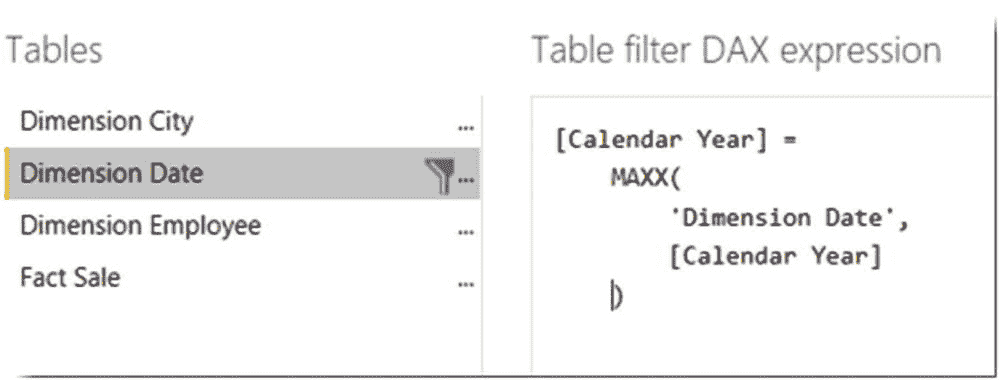 Tables
Dimension City ...
Dimension Date ...
Dimension Employee ...
Fact Sale ...
Table filter DAX expression
[Calendar Year] =
MAXX(
'Dimension Date',
[Calendar Year]
)